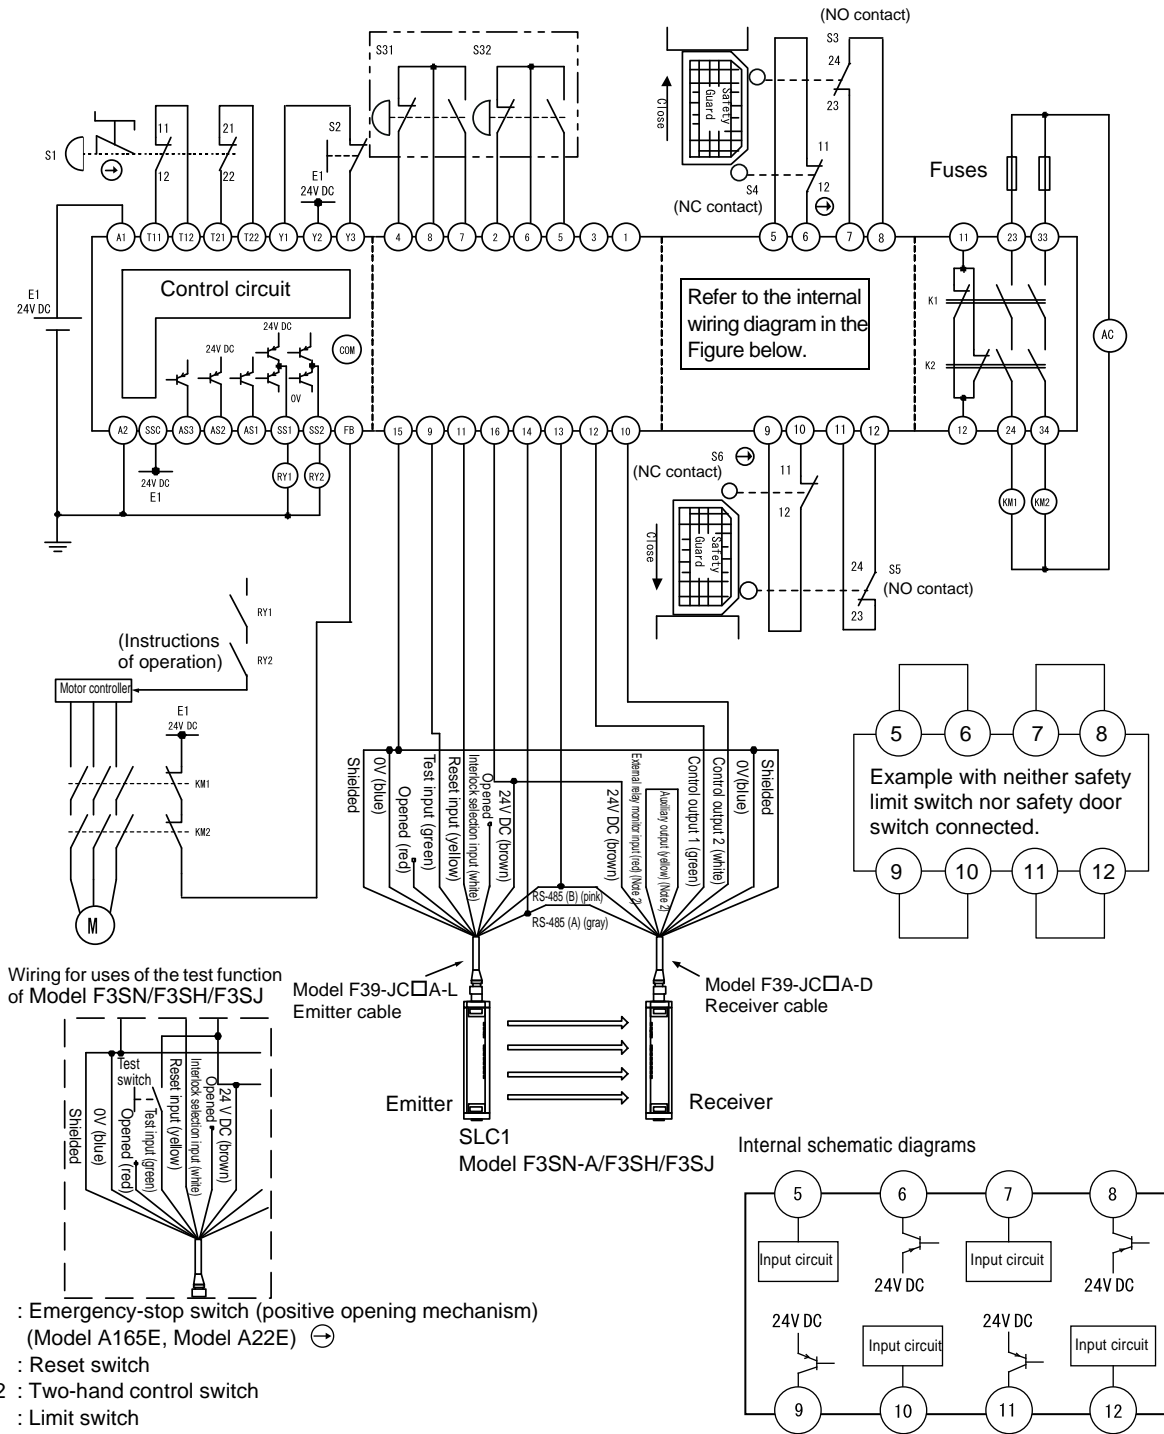 (NO contact)
S31
S32
S3
24
23
Close
Safety
Guard
S1
11
12
21
22
S2
E1
24V DC
11
12
S4
(NC contact)
Fuses
A1
T11
T12
T21
T22
Y1
Y2
Y3
4
8
7
2
6
5
3
1
5
6
7
8
11
23
33
E1
24V DC
Control circuit
24V DC
24V DC
0V
COM
Refer to the internal
wiring diagram in the
Figure below.
K1
K2
AC
A2
SSC
AS3
AS2
AS1
SS1
SS2
FB
15
9
11
16
14
13
12
10
9
10
11
12
12
24
34
24V DC
E1
RY1
RY2
S6
(NC contact)
11
12
KM1
KM2
Close
Safety
Guard
24
23
S5
(NO contact)
RY1
RY2
(Instructions
of operation)
Motor controller
E1
24V DC
KM1
KM2
M
Shielded
0V (blue)
Opened (red)
Test input (green)
Reset input (yellow)
Interlock selection input (white)
Opened
24V DC (brown)
RS-485 (B) (pink)
RS-485 (A) (gray)
24V DC (brown)
External relay monitor input (red) (Note 2)
Auxiliary output (yellow) (Note 2)
Control output 1 (green)
Control output 2 (white)
0V(blue)
Shielded
5
6
7
8
Example with neither safety
limit switch nor safety door
switch connected.
9
10
11
12
Wiring for uses of the test function
of Model F3SN/F3SH/F3SJ
Model F39-JC□A-L
Emitter cable
Model F39-JC□A-D
Receiver cable
Emitter
Receiver
SLC1
Model F3SN-A/F3SH/F3SJ
Test
switch
Shielded
0V (blue)
Opened (red)
Test input (green)
Reset input (yellow)
Interlock selection input (white)
Opened
24 V DC (brown)
Internal schematic diagrams
5
6
7
8
Input circuit
24V DC
Input circuit
24V DC
24V DC
Input circuit
24V DC
Input circuit
9
10
11
12
: Emergency-stop switch (positive opening mechanism)
(Model A165E, Model A22E)
: Reset switch
2 : Two-hand control switch
: Limit switch